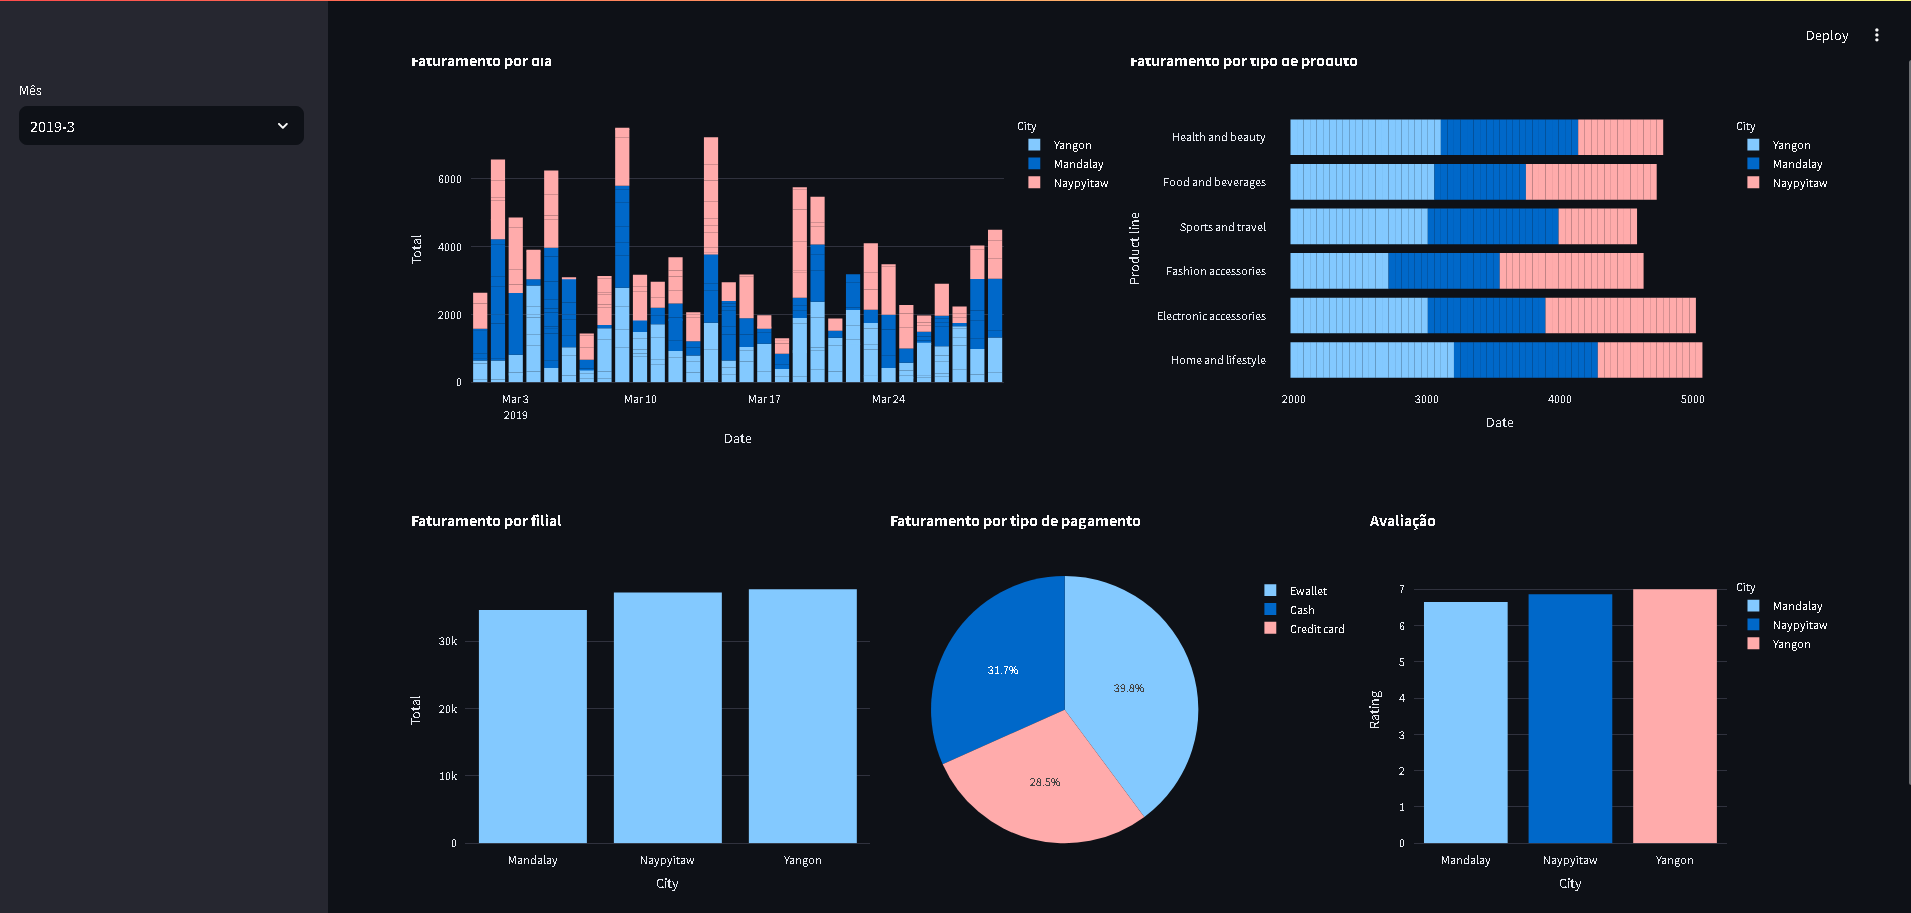 Deploy
Mês
2019-3
Faturamento por dia
Total
6000
4000
2000
0
Mar 3
2019
Mar 10
Mar 17
Mar 24
Date
City
Yangon
Mandalay
Naypyitaw
Faturamento por tipo de produto
Product line
Health and beauty
Food and beverages
Sports and travel
Fashion accessories
Electronic accessories
Home and lifestyle
2000
3000
4000
5000
Date
City
Yangon
Mandalay
Naypyitaw
Faturamento por filial
Total
30k
20k
10k
0
Mandalay
Naypyitaw
Yangon
City
Faturamento por tipo de pagamento
31.7%
39.8%
28.5%
Ewallet
Cash
Credit card
Avaliação
Rating
7
6
5
4
3
2
1
0
Mandalay
Naypyitaw
Yangon
City
City
Mandalay
Naypyitaw
Yangon